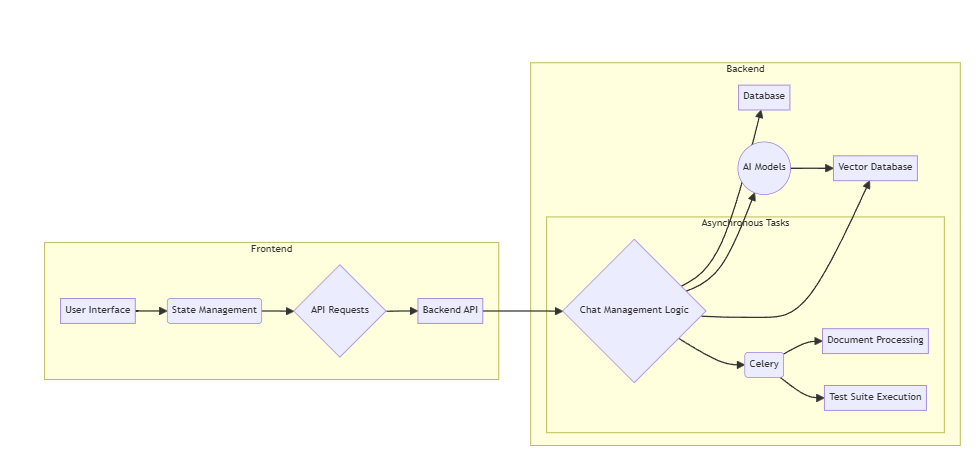 Backend
Database
AI Models
Vector Database
Asynchronous Tasks
Frontend
User Interface
State Management
API Requests
Backend API
Chat Management Logic
Document Processing
Celery
Test Suite Execution